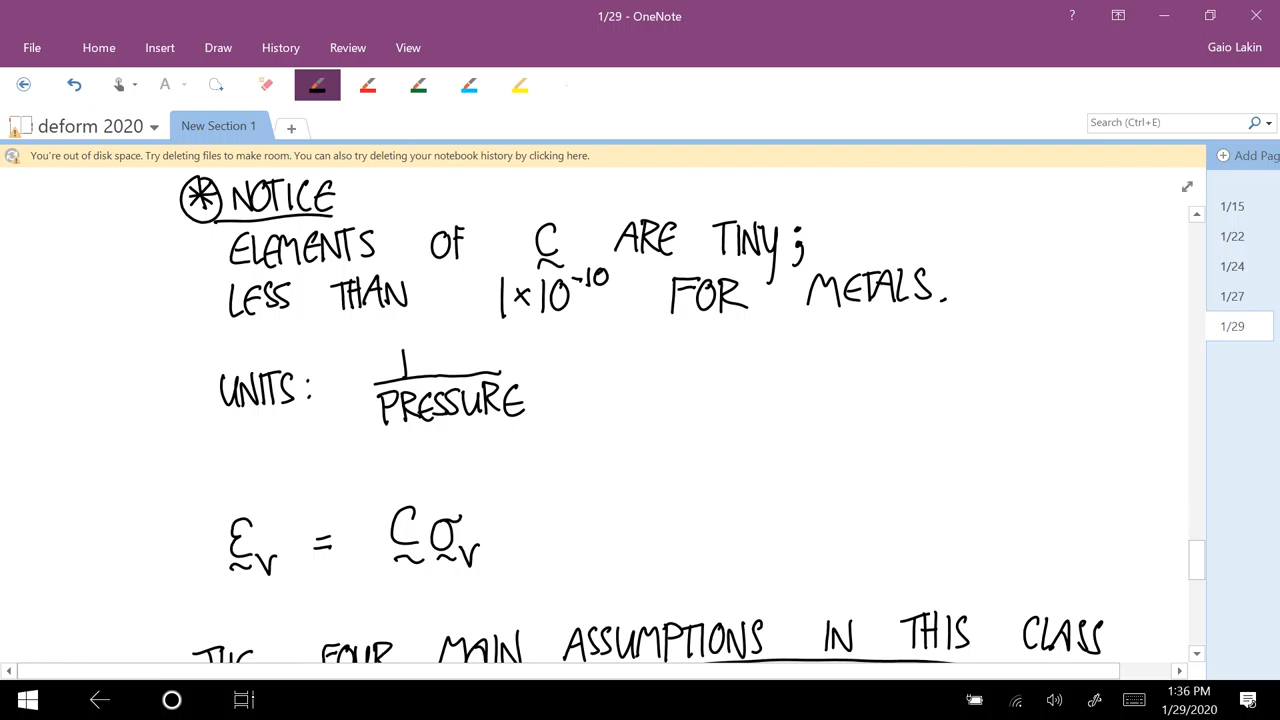 1/29 - OneNote
?
File Home Insert Draw History Review View
Gaio Lakin
A
deform 2020
New Section 1
+
Search (Ctrl+E)
You're out of disk space. Try deleting files to make room. You can also try deleting your notebook history by clicking here.
Add Pag
1/15
1/22
1/24
1/27
1/29
* NOTICE
ELEMENTS OF C̰ ARE TINY;
LESS THAN 1×10⁻¹⁰ FOR METALS.
UNITS: 1/PRESSURE
ε̰ᵥ = C̰ σ̰ᵥ
FOUR MAIN ASSUMPTIONS IN THIS CLASS
1:36 PM
1/29/2020